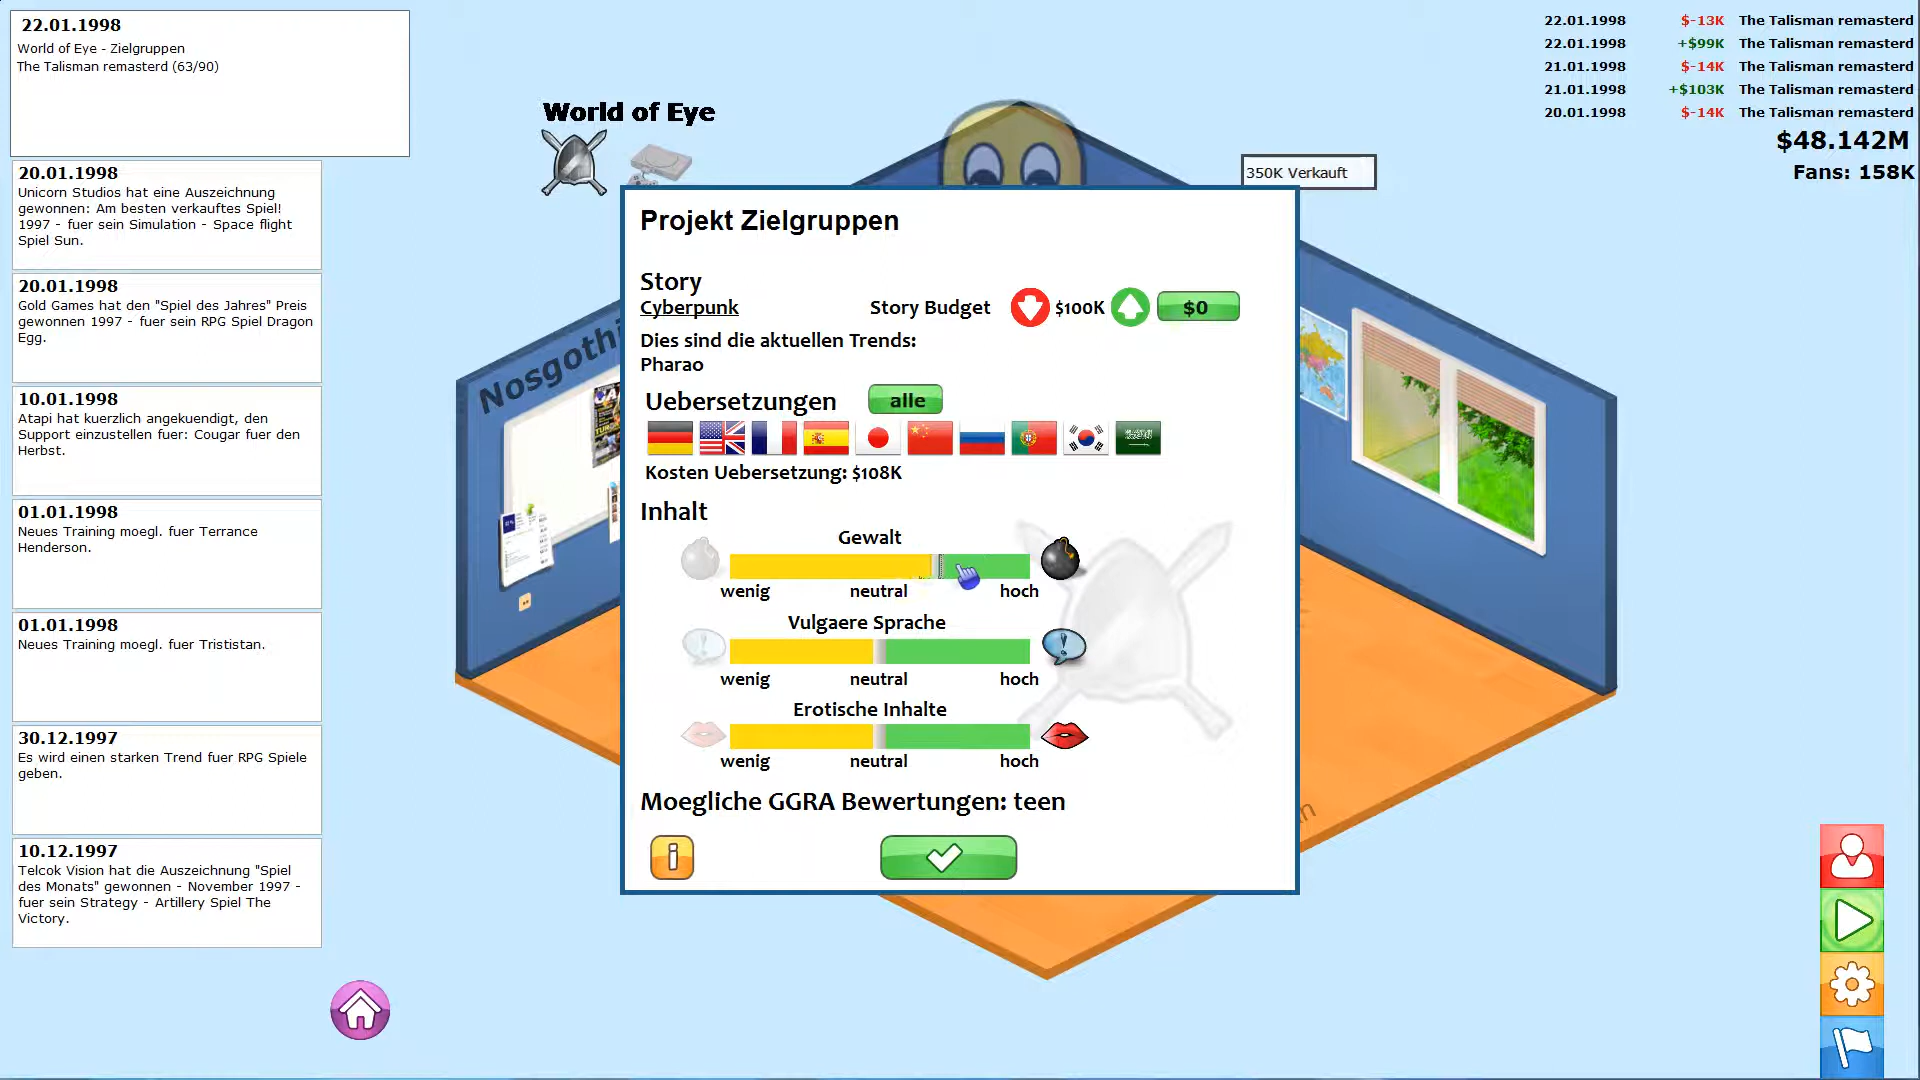 22.01.1998
World of Eye - Zielgruppen
The Talisman remasterd (63/90)
20.01.1998
Unicorn Studios hat eine Auszeichnung
gewonnen: Am besten verkauftes Spiel!
1997 - fuer sein Simulation - Space flight
Spiel Sun.
20.01.1998
Gold Games hat den "Spiel des Jahres" Preis
gewonnen 1997 - fuer sein RPG Spiel Dragon
Egg.
10.01.1998
Atapi hat kuerzlich angekuendigt, den
Support einzustellen fuer: Cougar fuer den
Herbst.
01.01.1998
Neues Training moegl. fuer Terrance
Henderson.
01.01.1998
Neues Training moegl. fuer Trististan.
30.12.1997
Es wird einen starken Trend fuer RPG Spiele
geben.
10.12.1997
Telcok Vision hat die Auszeichnung "Spiel
des Monats" gewonnen - November 1997 -
fuer sein Strategy - Artillery Spiel The
Victory.
World of Eye
Nosgothi
350K Verkauft
22.01.1998 $-13K The Talisman remasterd
22.01.1998 +$99K The Talisman remasterd
21.01.1998 $-14K The Talisman remasterd
21.01.1998 +$103K The Talisman remasterd
20.01.1998 $-14K The Talisman remasterd
$48.142M
Fans: 158K
Projekt Zielgruppen
Story
Cyberpunk Story Budget $100K $0
Dies sind die aktuellen Trends:
Pharao
Uebersetzungen alle
Kosten Uebersetzung: $108K
Inhalt
Gewalt
wenig neutral hoch
Vulgaere Sprache
wenig neutral hoch
Erotische Inhalte
wenig neutral hoch
Moegliche GGRA Bewertungen: teen